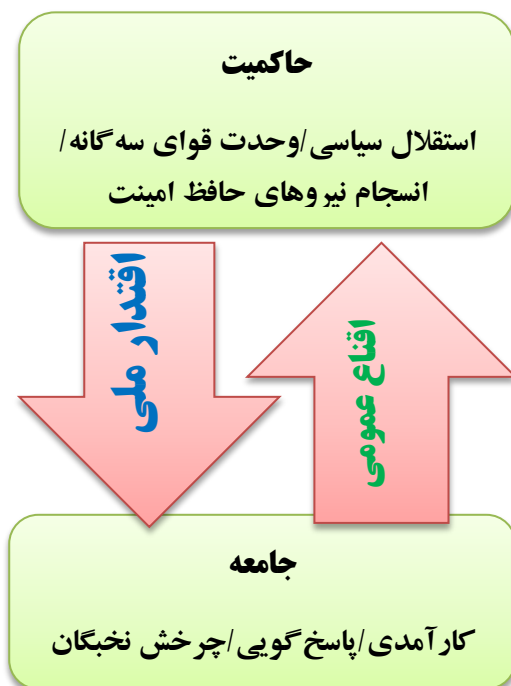 حاکمیت
استقلال سیاسی/وحدت قوای سه گانه/
انسجام نیروهای حافظ امینت
اقتدار ملی
اقناع عمومی
جامعه
کارآمدی/پاسخ گویی/چرخش نخبگان